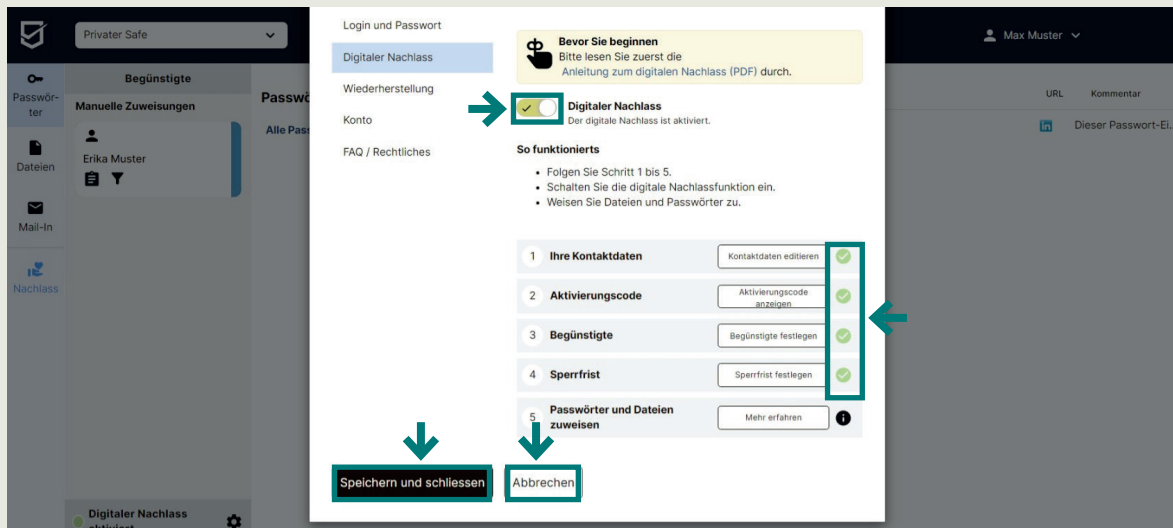 Privater Safe
Max Muster
Passwör-
ter
Dateien
Mail-In
Nachlass
Begünstigte
Manuelle Zuweisungen
Erika Muster
Digitaler Nachlass
aktiviert
Passwö
Alle Pass
URL
Kommentar
Dieser Passwort-Ei...
Login und Passwort
Digitaler Nachlass
Wiederherstellung
Konto
FAQ / Rechtliches
Bevor Sie beginnen
Bitte lesen Sie zuerst die
Anleitung zum digitalen Nachlass (PDF) durch.
Digitaler Nachlass
Der digitale Nachlass ist aktiviert.
So funktionierts
• Folgen Sie Schritt 1 bis 5.
• Schalten Sie die digitale Nachlassfunktion ein.
• Weisen Sie Dateien und Passwörter zu.
1 Ihre Kontaktdaten Kontaktdaten editieren
2 Aktivierungscode Aktivierungscode
anzeigen
3 Begünstigte Begünstigte festlegen
4 Sperrfrist Sperrfrist festlegen
5 Passwörter und Dateien
zuweisen Mehr erfahren
Speichern und schliessen
Abbrechen